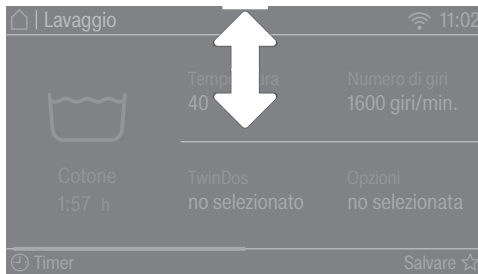 | Lavaggio 11:02
Temperatura Numero di giri
40 1600 giri/min.
Cotone TwinDos Opzioni
1:57 h no selezionato no selezionata
Timer Salvare